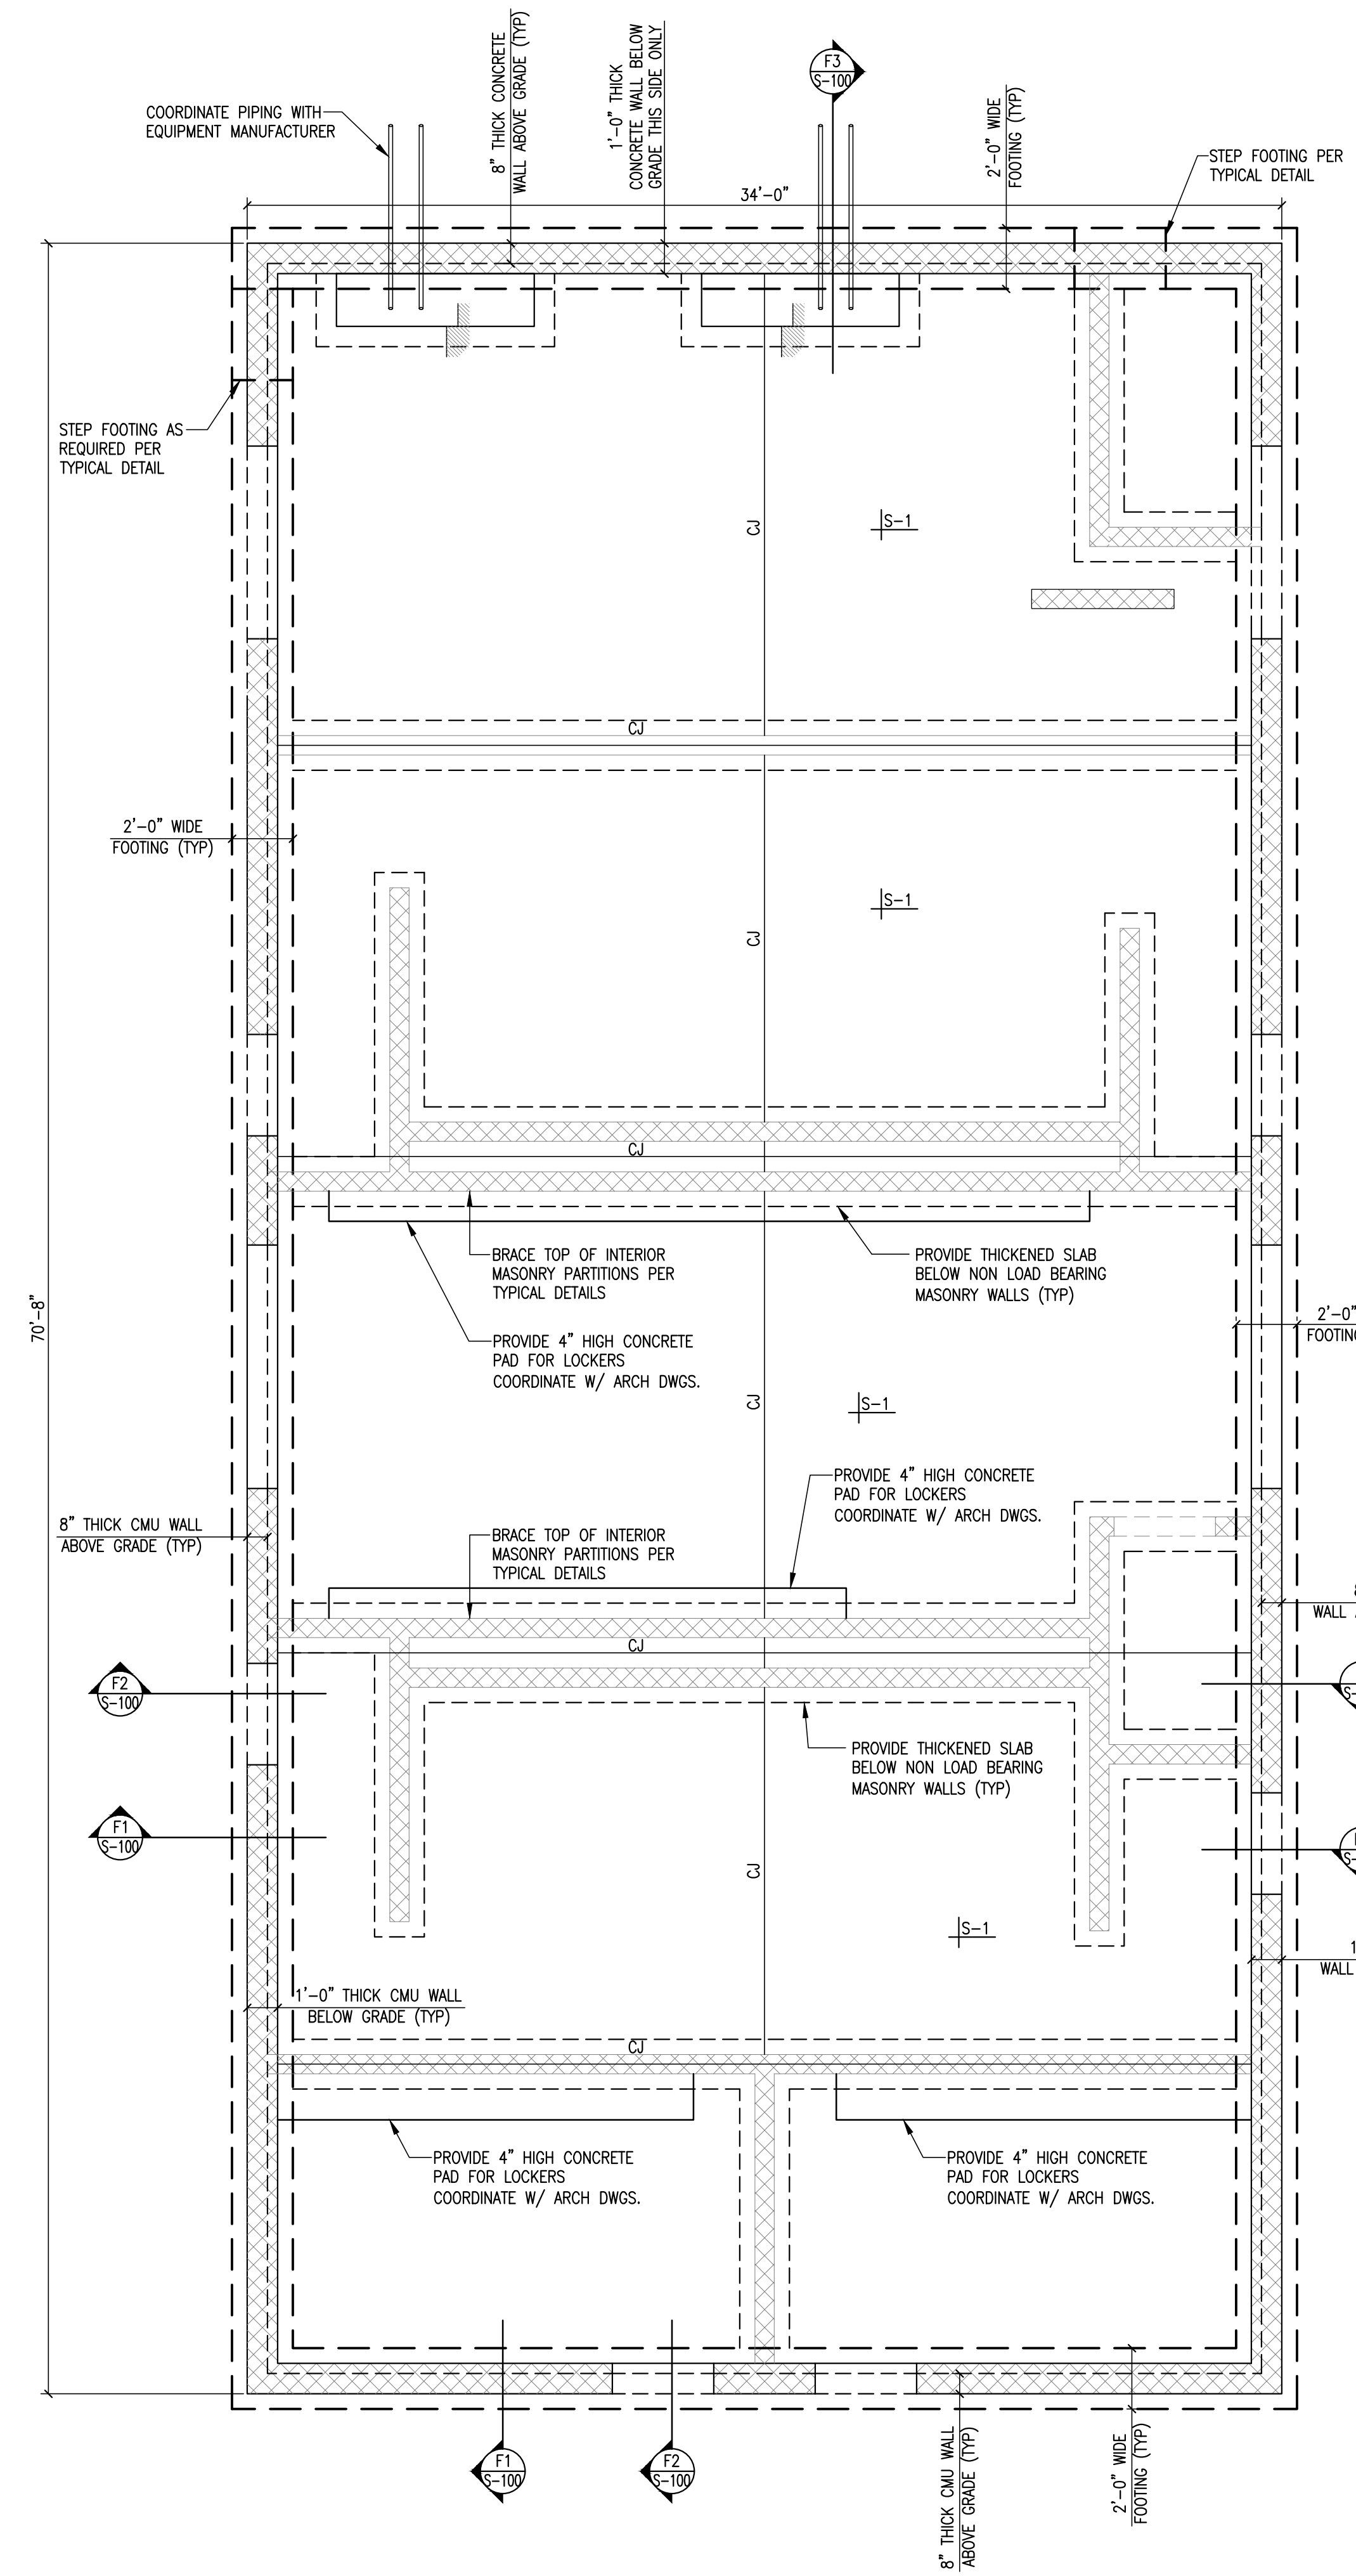 8" THICK CONCRETE
WALL ABOVE GRADE (TYP)
1'-0" THICK
CONCRETE WALL BELOW
GRADE THIS SIDE ONLY
F3
S-100
2'-0" WIDE
FOOTING (TYP)
COORDINATE PIPING WITH
EQUIPMENT MANUFACTURER
STEP FOOTING PER
TYPICAL DETAIL
34'-0"
STEP FOOTING AS
REQUIRED PER
TYPICAL DETAIL
CJ
S-1
CJ
2'-0" WIDE
FOOTING (TYP)
S-1
CJ
CJ
BRACE TOP OF INTERIOR
MASONRY PARTITIONS PER
TYPICAL DETAILS
PROVIDE THICKENED SLAB
BELOW NON LOAD BEARING
MASONRY WALLS (TYP)
70'-8"
2'-0"
FOOTING
PROVIDE 4" HIGH CONCRETE
PAD FOR LOCKERS
COORDINATE W/ ARCH DWGS.
CJ
S-1
PROVIDE 4" HIGH CONCRETE
PAD FOR LOCKERS
COORDINATE W/ ARCH DWGS.
8" THICK CMU WALL
ABOVE GRADE (TYP)
BRACE TOP OF INTERIOR
MASONRY PARTITIONS PER
TYPICAL DETAILS
WALL
CJ
F2
S-100
PROVIDE THICKENED SLAB
BELOW NON LOAD BEARING
MASONRY WALLS (TYP)
F1
S-100
CJ
S-1
WALL
1'-0" THICK CMU WALL
BELOW GRADE (TYP)
CJ
PROVIDE 4" HIGH CONCRETE
PAD FOR LOCKERS
COORDINATE W/ ARCH DWGS.
PROVIDE 4" HIGH CONCRETE
PAD FOR LOCKERS
COORDINATE W/ ARCH DWGS.
F1
S-100
F2
S-100
8" THICK CMU WALL
ABOVE GRADE (TYP)
2'-0" WIDE
FOOTING (TYP)